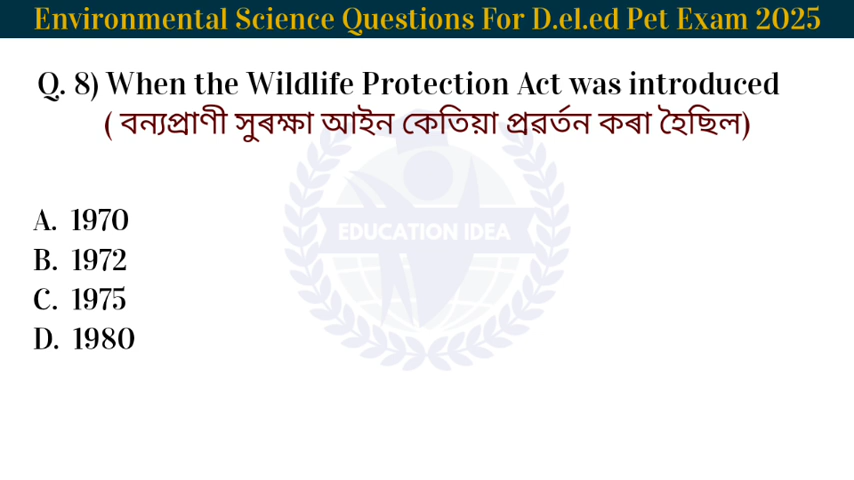 Environmental Science Questions For D.el.ed Pet Exam 2025
Q. 8) When the Wildlife Protection Act was introduced
( বন্যপ্ৰাণী সুৰক্ষা আইন কেতিয়া প্ৰৱৰ্তন কৰা হৈছিল)
EDUCATION IDEA
A. 1970
B. 1972
C. 1975
D. 1980